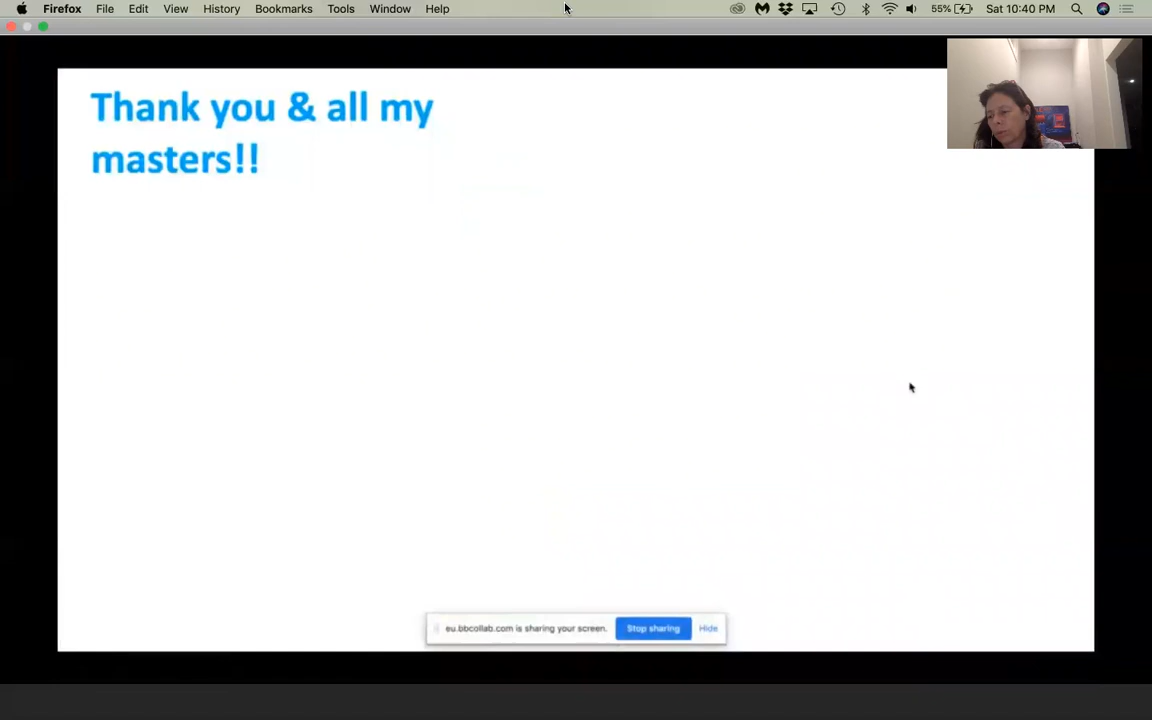 Firefox File Edit View History Bookmarks Tools Window Help 55% Sat 10:40 PM
Thank you & all my
masters!!
eu.bbcollab.com is sharing your screen. Stop sharing Hide